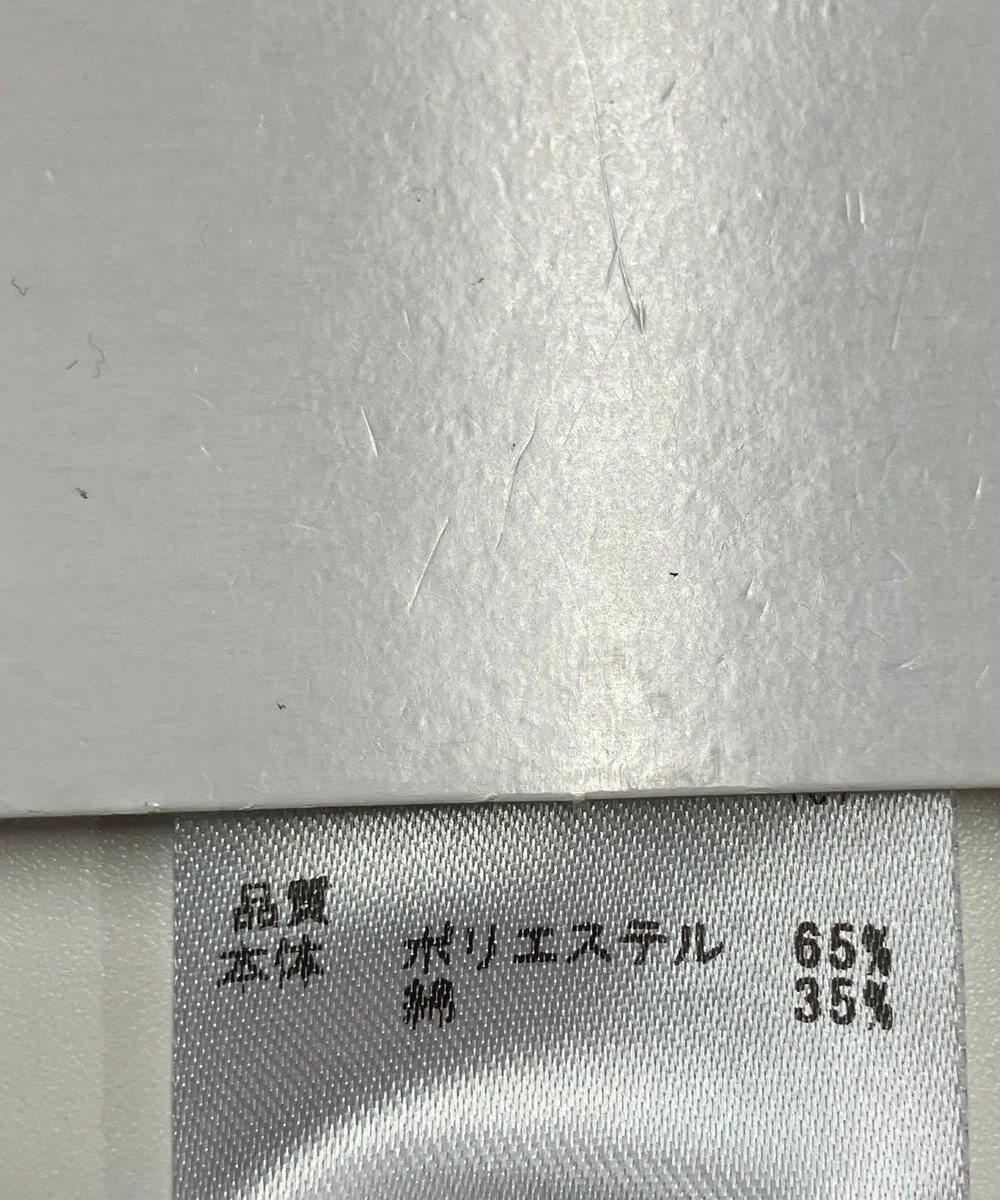 品質
本体 ポリエステル 65%
綿 35%